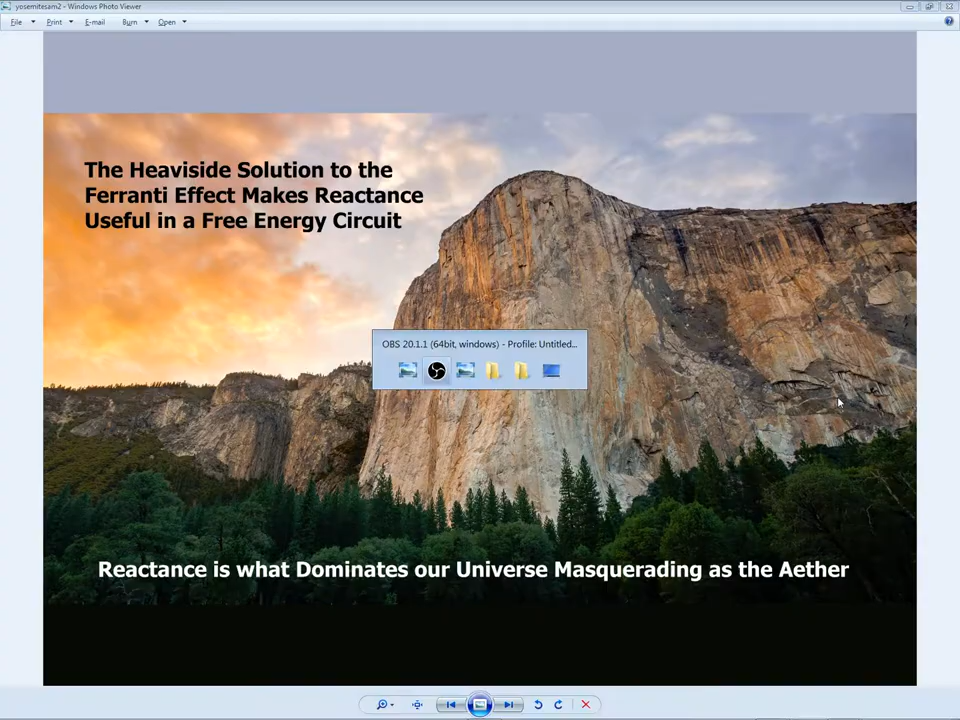 yosemitesam2 - Windows Photo Viewer
File Print E-mail Burn Open
The Heaviside Solution to the
Ferranti Effect Makes Reactance
Useful in a Free Energy Circuit
OBS 20.1.1 (64bit, windows) - Profile: Untitled...
Reactance is what Dominates our Universe Masquerading as the Aether